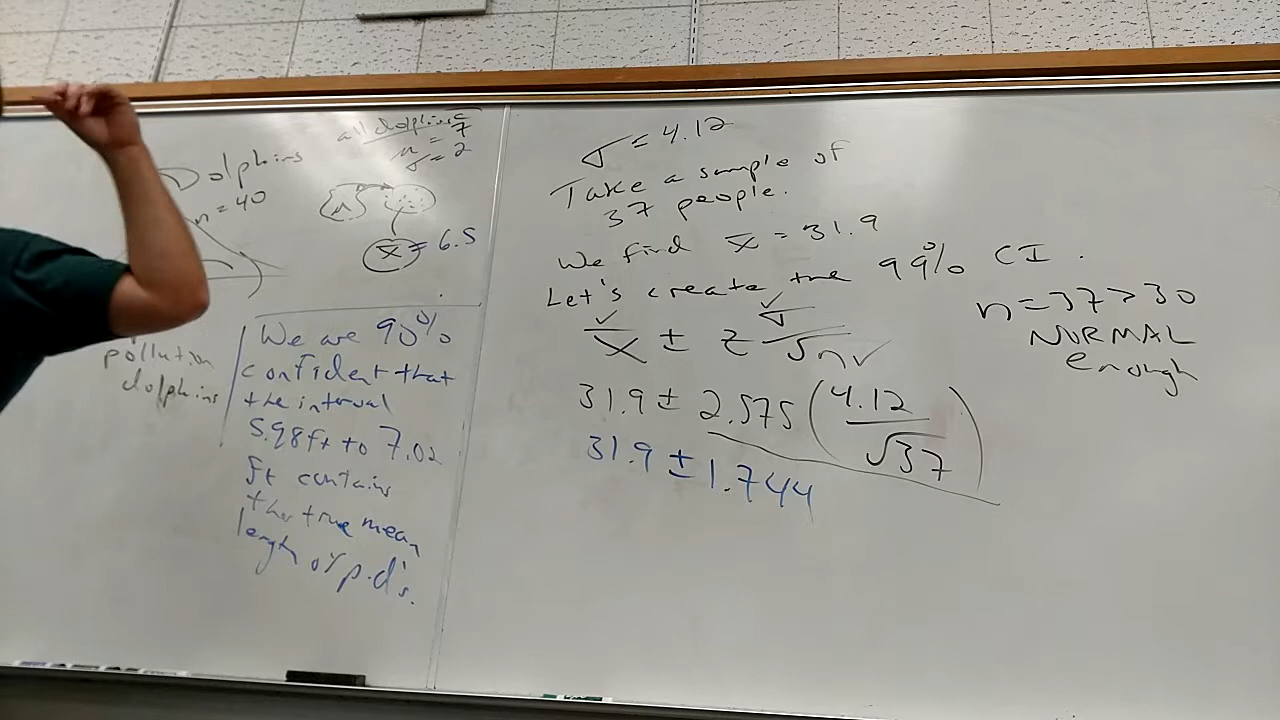 Dolphins
n = 40
all dolphins
μ = 7
σ = 2
μ
x̄ = 6.5
pollution
dolphins
We are 90%
confident that
the interval
5.98ft to 7.02
ft contains
the true mean
length of p.d's.
σ = 4.12
Take a sample of
37 people.
We find x̄ = 31.9
Let's create the 99% CI.
x̄ ± z σ/√n
31.9 ± 2.575 (4.12/√37)
31.9 ± 1.744
n = 37 > 30
NORMAL
enough